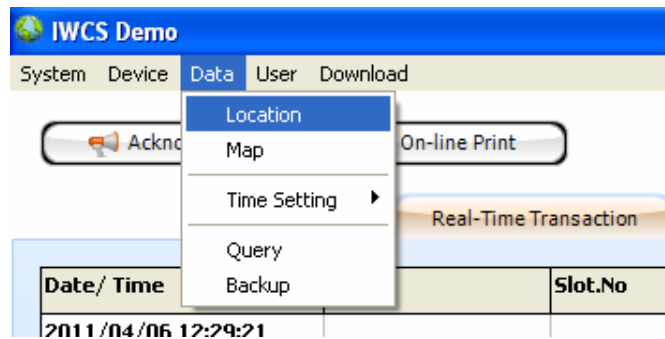 IWCS Demo
System Device Data User Download
Location
Map
Time Setting
Query
Backup
On-line Print
Real-Time Transaction
Date/ Time
Slot.No
2011/04/06 12:29:21